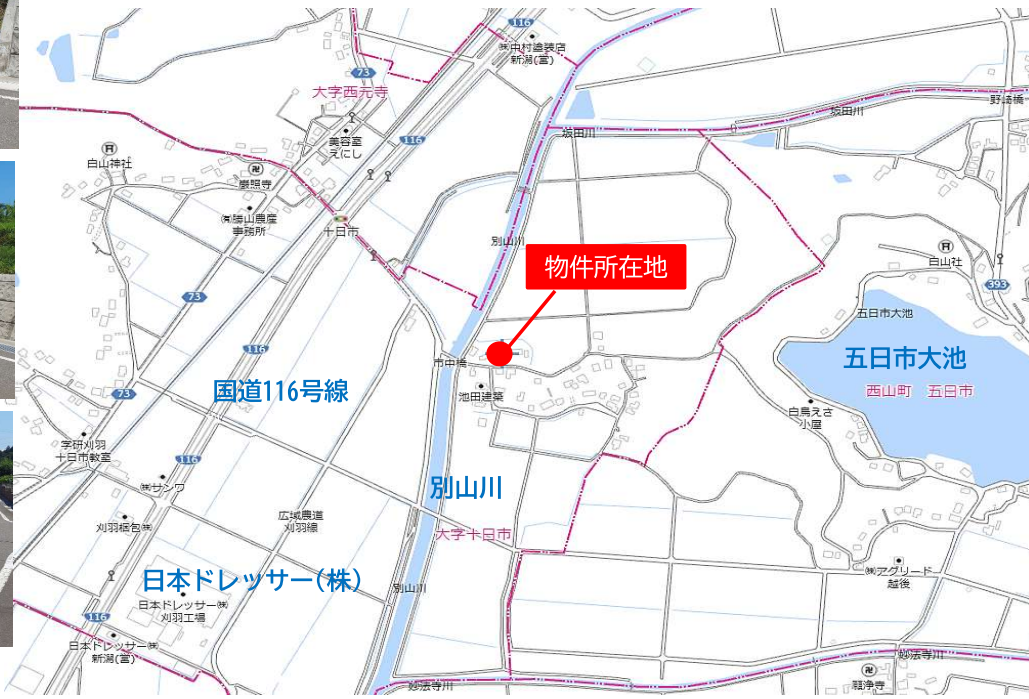 116
㈱中村塗装店
新潟(営)
73
大字西元寺
野崎橋
坂田川
坂田川
116
美容室
えにし
白山神社
嚴照寺
㈲勝山農産
事務所
十日市
別山川
物件所在地
白山社
393
73
五日市大池
116
市中橋
五日市大池
国道116号線
西山町 五日市
73
池田建築
白鳥えさ
小屋
学研刈羽
十日市教室
116
㈱サンワ
別山川
広域農道
刈羽線
刈羽梱包㈱
大字十日市
㈱アグリード
越後
日本ドレッサー(株)
別山川
日本ドレッサー㈱
刈羽工場
116
日本ドレッサー㈱
新潟(営)
妙法寺川
妙法寺川
願浄寺